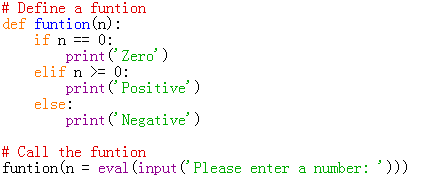 # Define a funtion
def funtion(n):
    if n == 0:
        print('Zero')
    elif n >= 0:
        print('Positive')
    else:
        print('Negative')

# Call the funtion
funtion(n = eval(input('Please enter a number: ')))